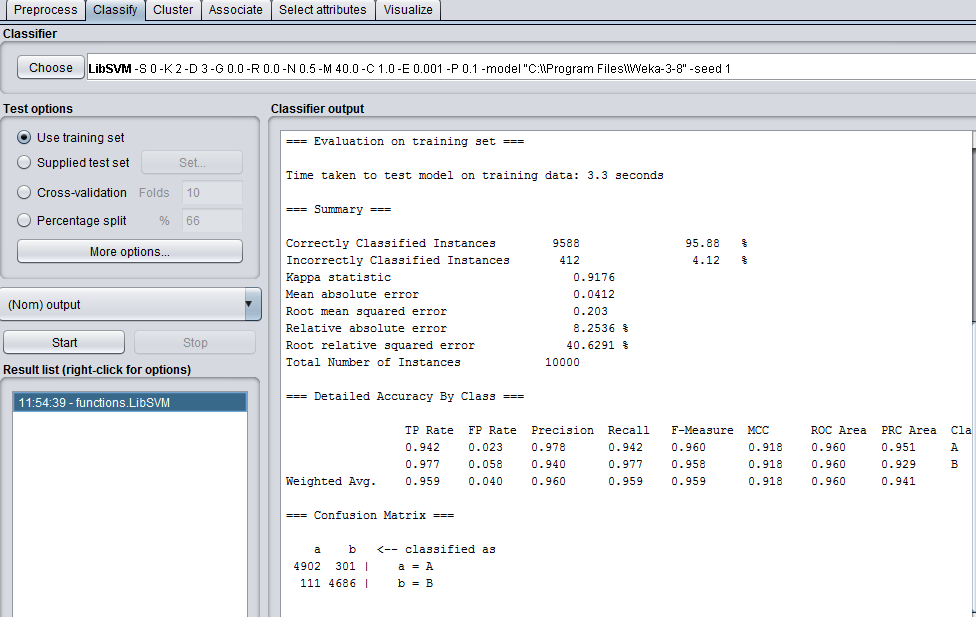 Preprocess Classify Cluster Associate Select attributes Visualize
Classifier
Choose LibSVM -S 0 -K 2 -D 3 -G 0.0 -R 0.0 -N 0.5 -M 40.0 -C 1.0 -E 0.001 -P 0.1 -model "C:\\Program Files\\Weka-3-8" -seed 1
Test options
Use training set
Supplied test set Set...
Cross-validation Folds 10
Percentage split % 66
More options...
(Nom) output
Start Stop
Result list (right-click for options)
11:54:39 - functions.LibSVM
Classifier output
=== Evaluation on training set ===
Time taken to test model on training data: 3.3 seconds
=== Summary ===
Correctly Classified Instances 9588 95.88 %
Incorrectly Classified Instances 412 4.12 %
Kappa statistic 0.9176
Mean absolute error 0.0412
Root mean squared error 0.203
Relative absolute error 8.2536 %
Root relative squared error 40.6291 %
Total Number of Instances 10000
=== Detailed Accuracy By Class ===
TP Rate FP Rate Precision Recall F-Measure MCC ROC Area PRC Area Cla
0.942 0.023 0.978 0.942 0.960 0.918 0.960 0.951 A
0.977 0.058 0.940 0.977 0.958 0.918 0.960 0.929 B
Weighted Avg. 0.959 0.040 0.960 0.959 0.959 0.918 0.960 0.941
=== Confusion Matrix ===
a b <-- classified as
4902 301 | a = A
111 4686 | b = B